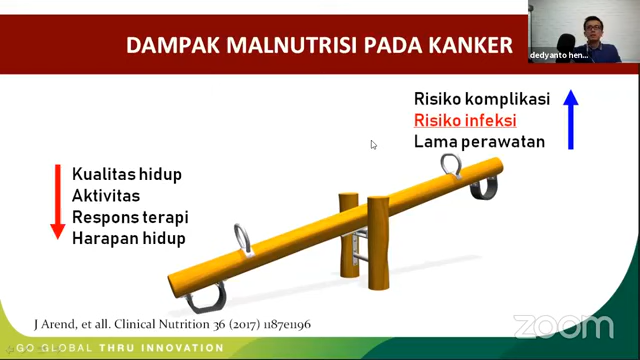 DAMPAK MALNUTRISI PADA KANKER
dedyanto hen...
Risiko komplikasi
Risiko infeksi
Lama perawatan
Kualitas hidup
Aktivitas
Respons terapi
Harapan hidup
J Arend, et all. Clinical Nutrition 36 (2017) 1187e1196
zoom
GO GLOBAL THRU INNOVATION